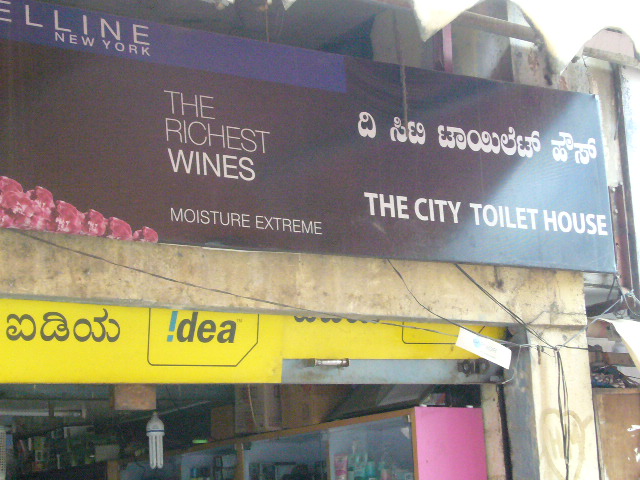 ELLINE
NEW YORK
THE
RICHEST
WINES
MOISTURE EXTREME
ದಿ ಸಿಟಿ ಟಾಯಿಲೆಟ್ ಹೌಸ್
THE CITY TOILET HOUSE
ಐಡಿಯ
!dea